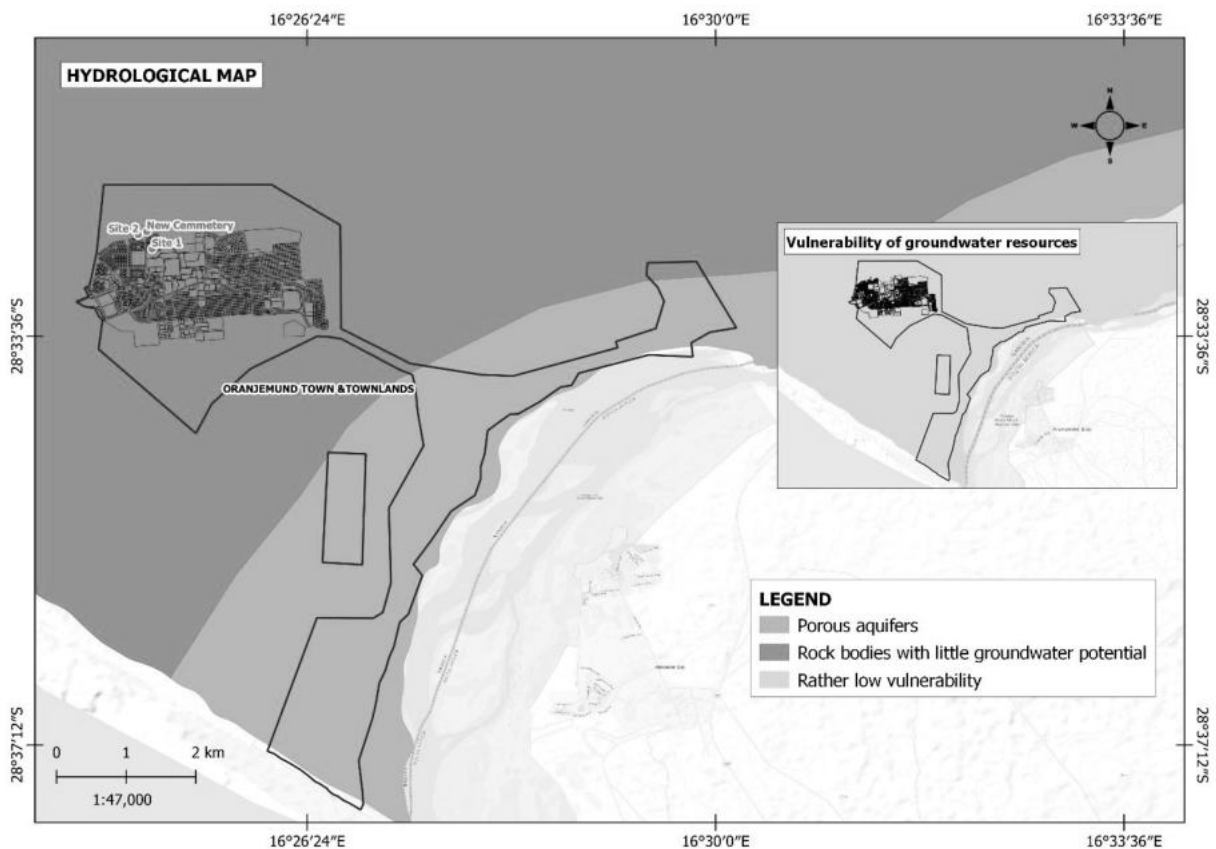 16°26′24″E
16°30′0″E
16°33′36″E
HYDROLOGICAL MAP
N
W
E
S
Site 2
New Cemmetery
Site 1
Vulnerability of groundwater resources
28°33′36″S
28°33′36″S
ORANJEMUND TOWN &TOWNLANDS
LEGEND
Porous aquifers
Rock bodies with little groundwater potential
Rather low vulnerability
28°37′12″S
28°37′12″S
0 1 2 km
1:47,000
16°26′24″E
16°30′0″E
16°33′36″E